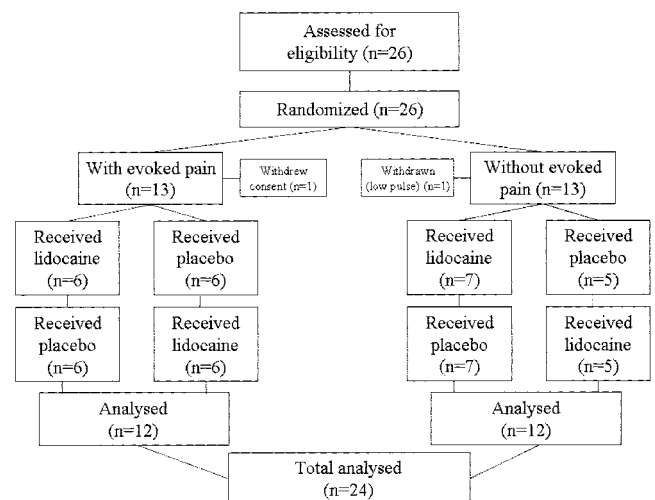 Assessed for
eligibility (n=26)
Randomized (n=26)
With evoked pain
(n=13)
Withdrew
consent (n=1)
Withdrawn
(low pulse) (n=1)
Without evoked
pain (n=13)
Received
lidocaine
(n=6)
Received
placebo
(n=6)
Received
lidocaine
(n=7)
Received
placebo
(n=5)
Received
placebo
(n=6)
Received
lidocaine
(n=6)
Received
placebo
(n=7)
Received
lidocaine
(n=5)
Analysed
(n=12)
Analysed
(n=12)
Total analysed
(n=24)